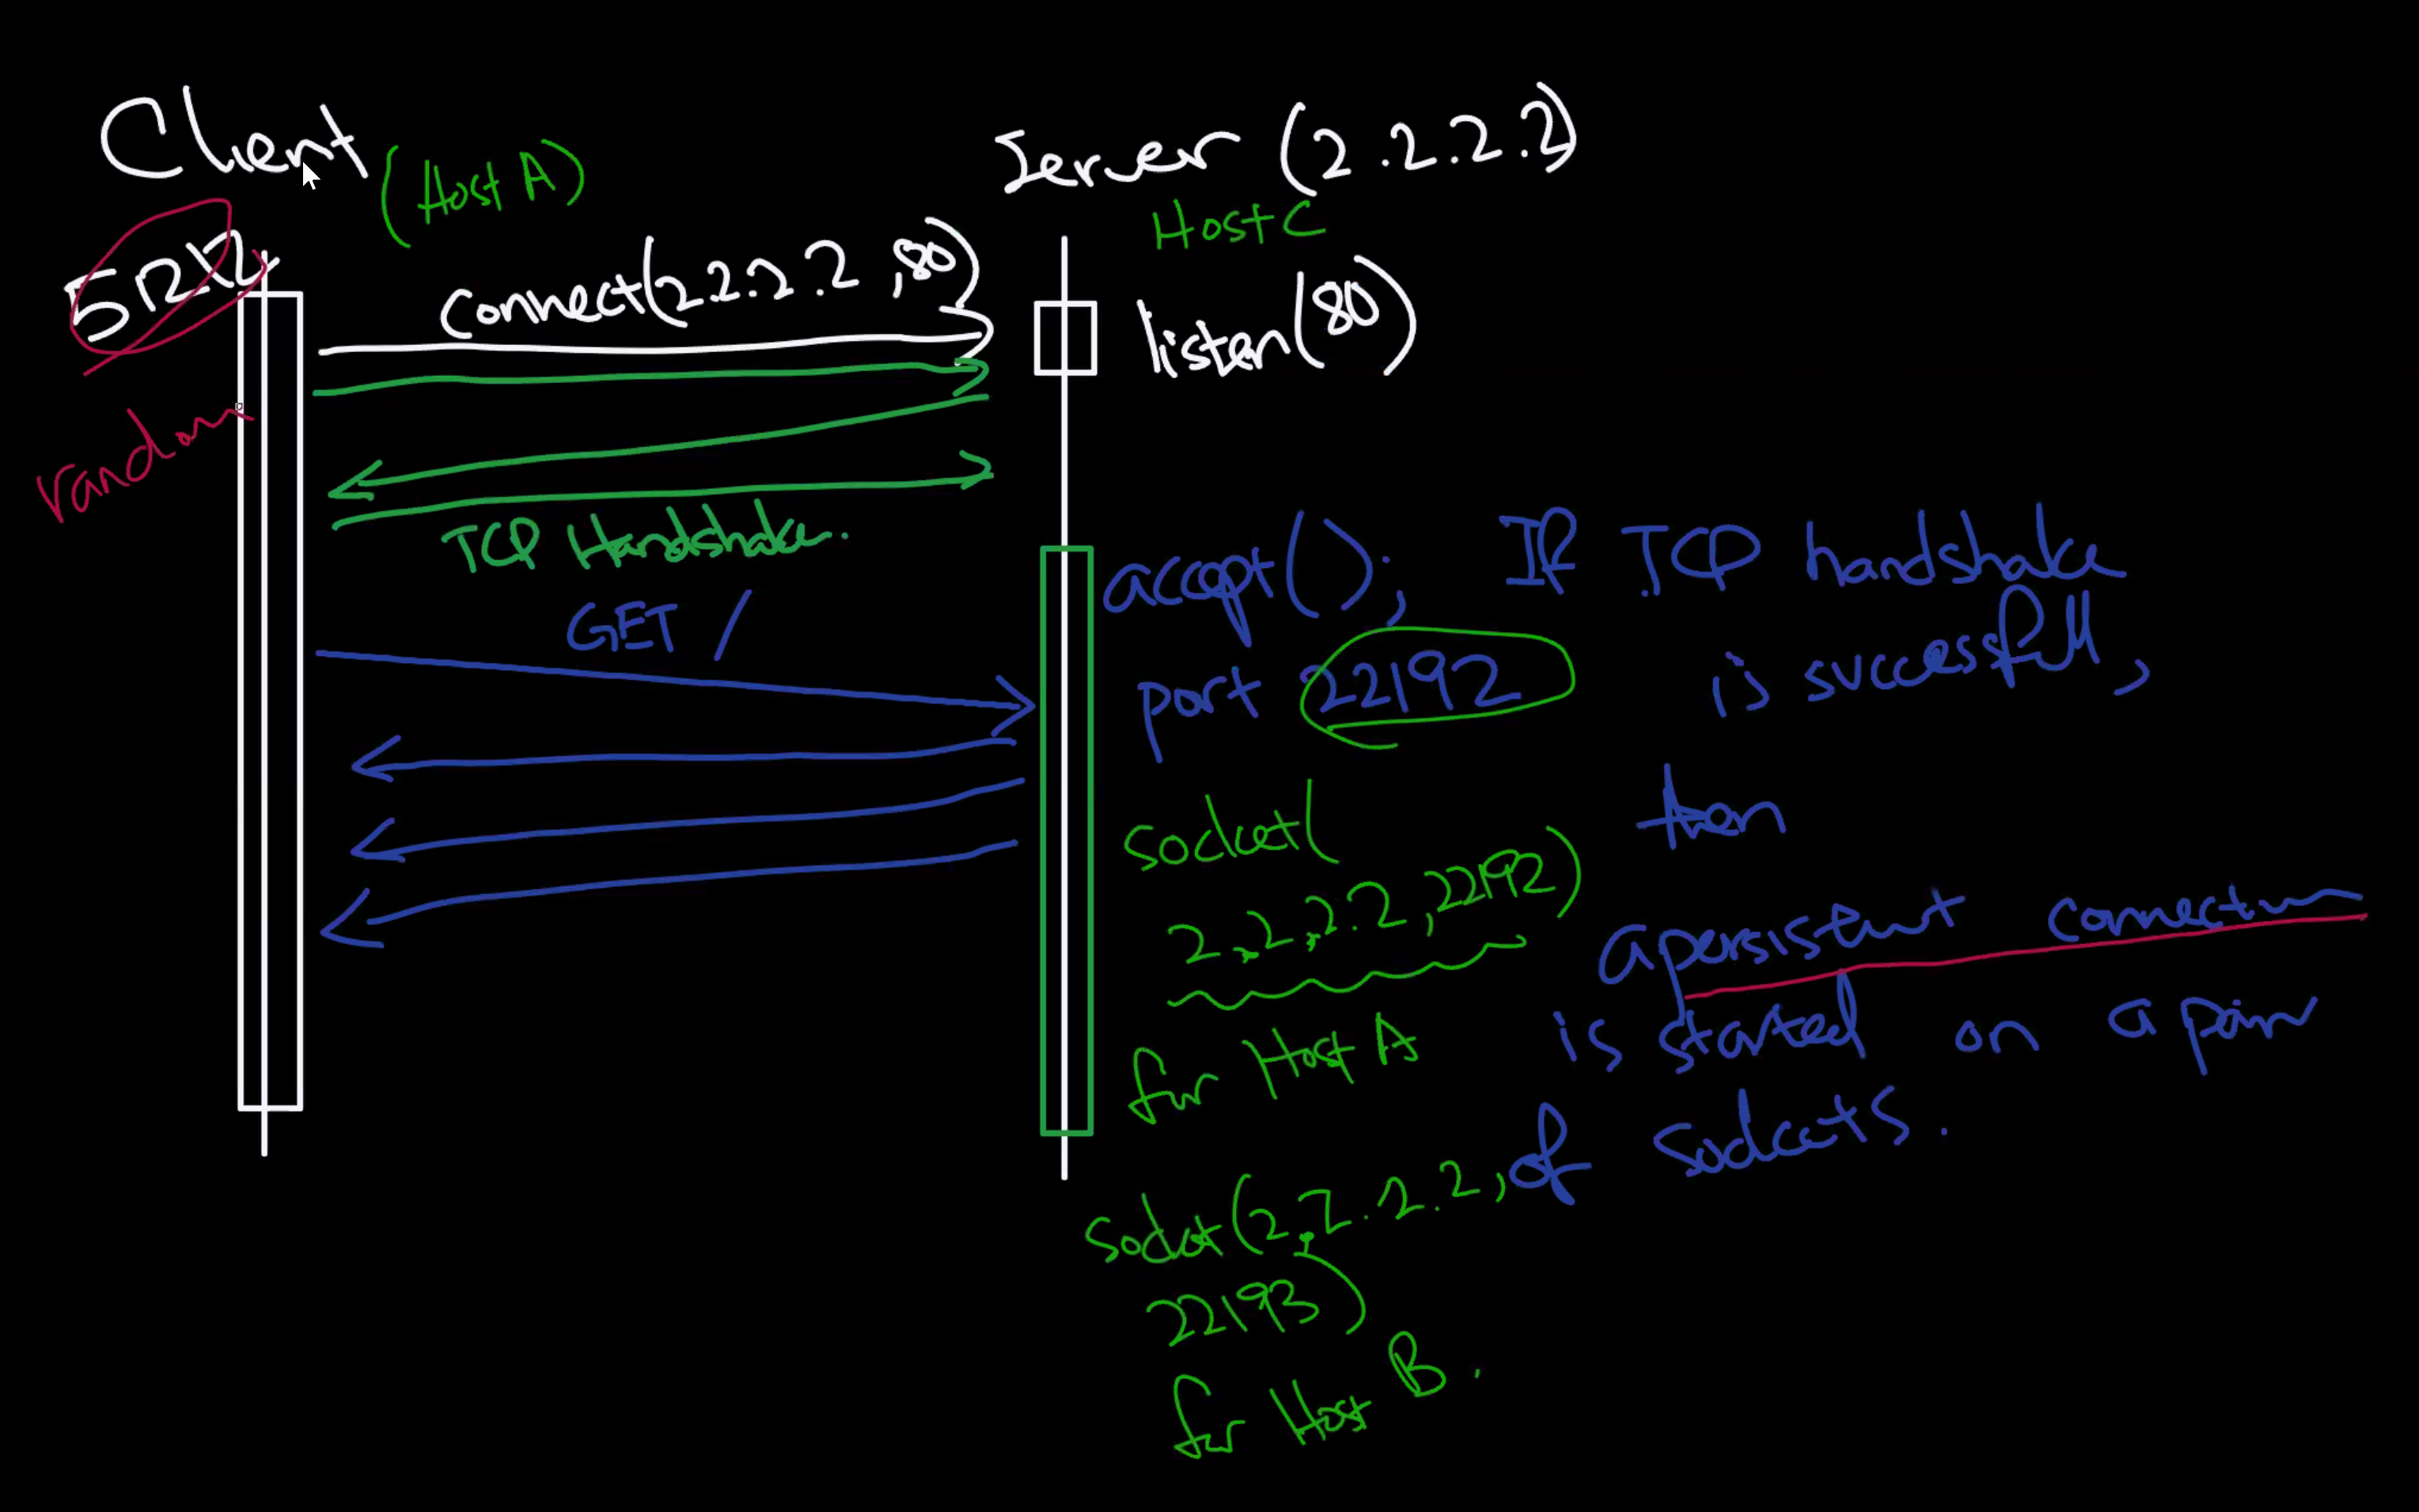 Client
(Host A)
Server (2.2.2.2)
Host C
connect(2.2.2.2,80)
listen(80)
random
TCP Handshake.
GET /
accept();
port 22192
socket(
2.2.2.2,22192)
for Host A
socket(2.2.2.2,
22193)
for Host B.
If TCP handshake
is successful,
then
a persistent connection
is started on a pair
of sockets.